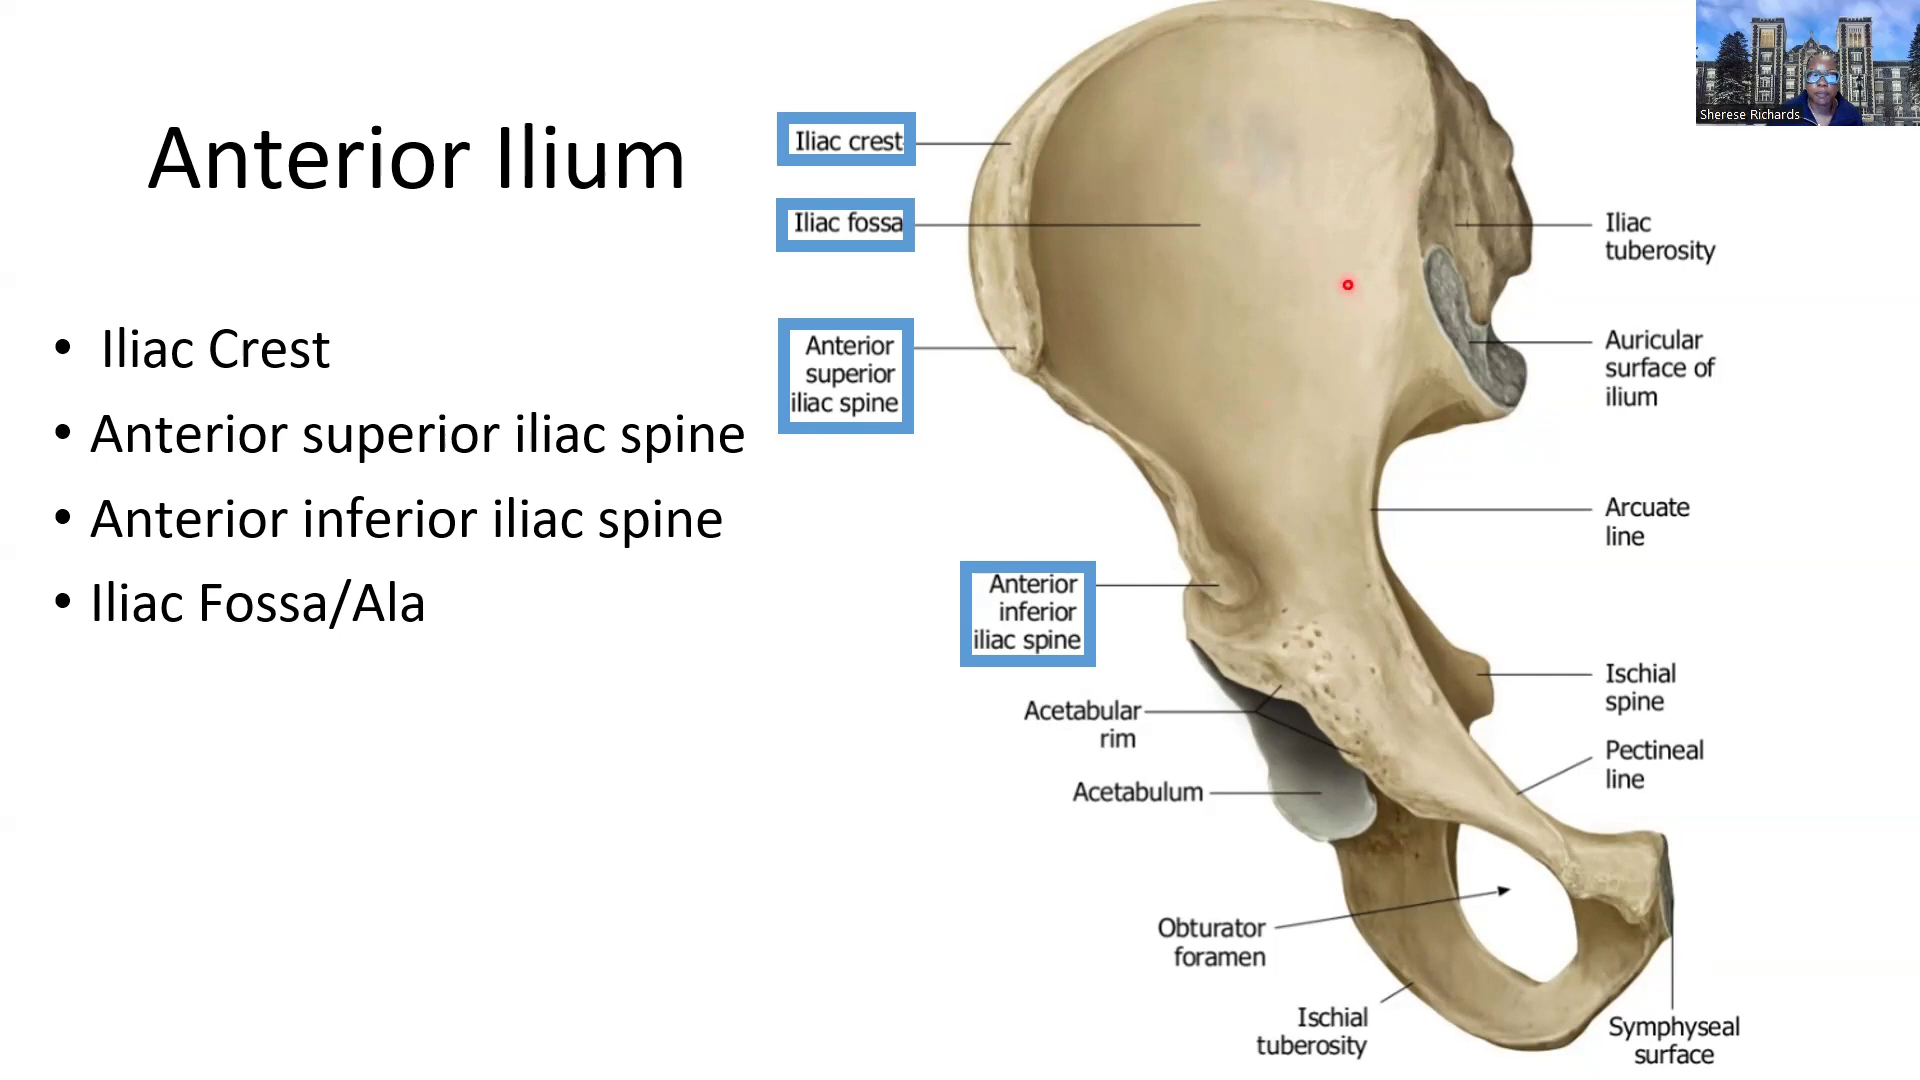 Anterior Ilium
• Iliac Crest
• Anterior superior iliac spine
• Anterior inferior iliac spine
• Iliac Fossa/Ala
Iliac crest
Iliac fossa
Anterior
superior
iliac spine
Anterior
inferior
iliac spine
Acetabular
rim
Acetabulum
Obturator
foramen
Ischial
tuberosity
Iliac
tuberosity
Auricular
surface of
ilium
Arcuate
line
Ischial
spine
Pectineal
line
Symphyseal
surface
Sherese Richards